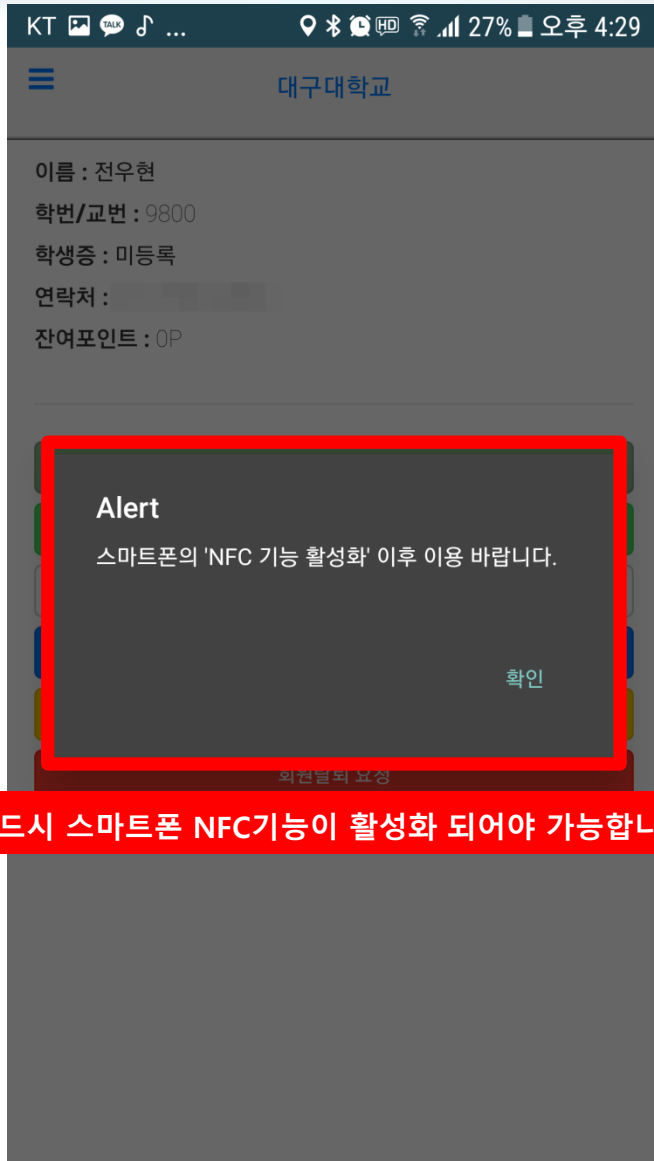 KT TALK ... HD 27% 오후 4:29
대구대학교
이름 : 전우현
학번/교번 : 9800
학생증 : 미등록
연락처 :
잔여포인트 : 0P
Alert
스마트폰의 'NFC 기능 활성화' 이후 이용 바랍니다.
확인
회원탈퇴 요청
드시 스마트폰 NFC기능이 활성화 되어야 가능합니